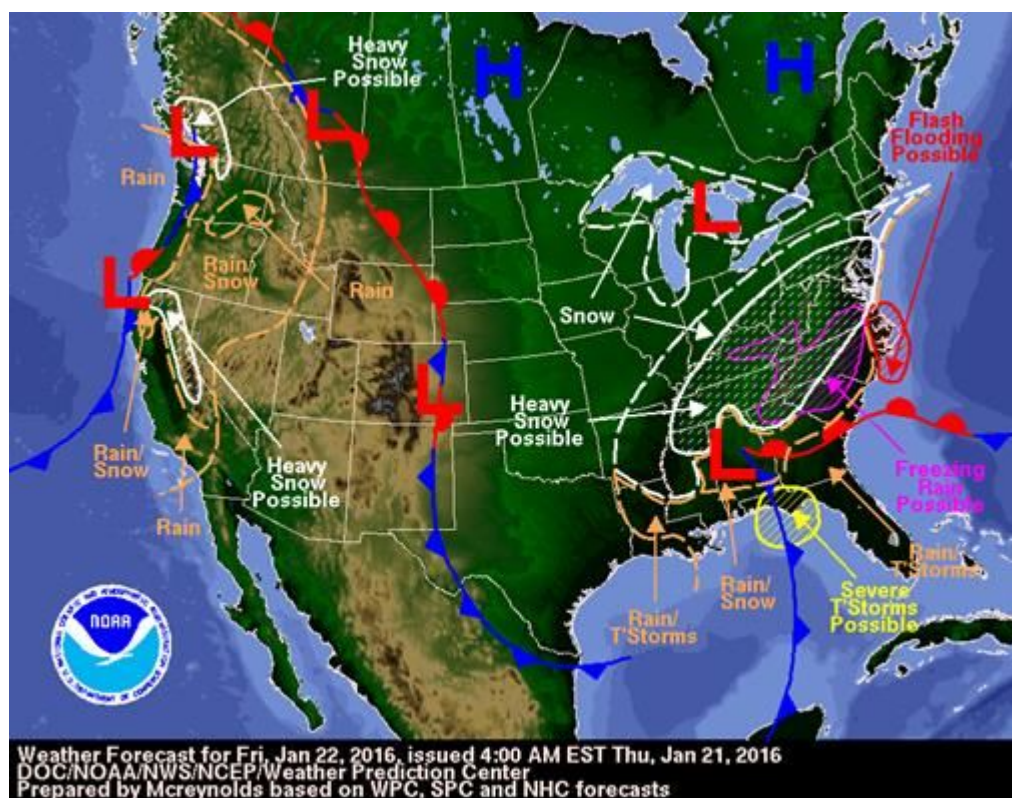 Heavy
Snow
Possible
H
H
L
L
Flash
Flooding
Possible
Rain
L
Rain/
Snow
Rain
L
Snow
L
Heavy
Snow
Possible
Rain/
Snow
Heavy
Snow
Possible
L
Freezing
Rain
Possible
Rain
Rain/
T'Storms
Rain/
Snow
Rain/
T'Storms
Severe
T'Storms
Possible
NOAA
Weather Forecast for Fri, Jan 22, 2016, issued 4:00 AM EST Thu, Jan 21, 2016
DOC/NOAA/NWS/NCEP/Weather Prediction Center
Prepared by Mcreynolds based on WPC, SPC and NHC forecasts